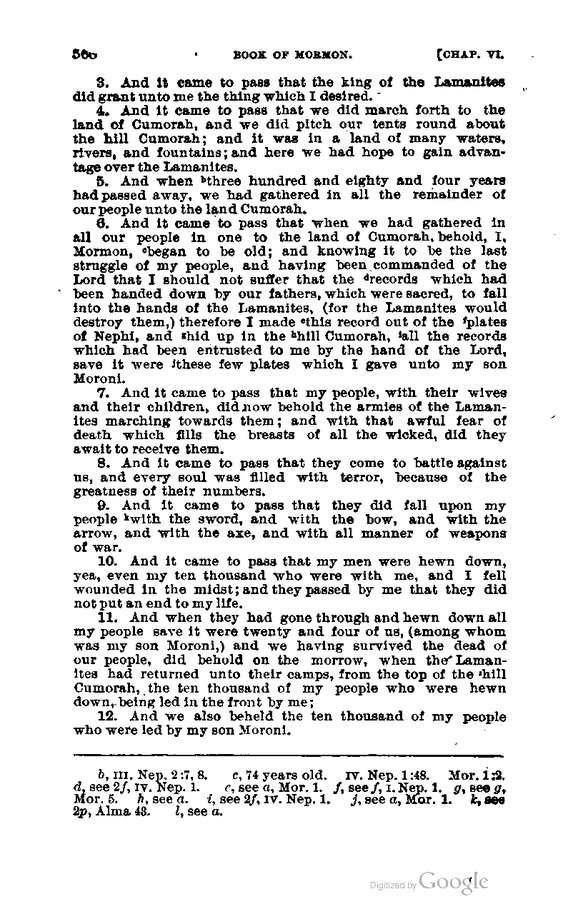 560 BOOK OF MORMON. [CHAP. VI.
3. And it came to pass that the king of the Lamanites
did grant unto me the thing which I desired.
4. And it came to pass that we did march forth to the
land of Cumorah, and we did pitch our tents round about
the hill Cumorah; and it was in a land of many waters,
rivers, and fountains; and here we had hope to gain advan-
tage over the Lamanites.
5. And when ᵇthree hundred and eighty and four years
had passed away, we had gathered in all the remainder of
our people unto the land Cumorah.
6. And it came to pass that when we had gathered in
all our people in one to the land of Cumorah, behold, I,
Mormon, ᶜbegan to be old; and knowing it to be the last
struggle of my people, and having been commanded of the
Lord that I should not suffer that the ᵈrecords which had
been handed down by our fathers, which were sacred, to fall
into the hands of the Lamanites, (for the Lamanites would
destroy them,) therefore I made ᵉthis record out of the ᶠplates
of Nephi, and ᵍhid up in the ʰhill Cumorah, ⁱall the records
which had been entrusted to me by the hand of the Lord,
save it were ʲthese few plates which I gave unto my son
Moroni.
7. And it came to pass that my people, with their wives
and their children, did now behold the armies of the Laman-
ites marching towards them; and with that awful fear of
death which fills the breasts of all the wicked, did they
await to receive them.
8. And it came to pass that they come to battle against
us, and every soul was filled with terror, because of the
greatness of their numbers.
9. And it came to pass that they did fall upon my
people ᵏwith the sword, and with the bow, and with the
arrow, and with the axe, and with all manner of weapons
of war.
10. And it came to pass that my men were hewn down,
yea, even my ten thousand who were with me, and I fell
wounded in the midst; and they passed by me that they did
not put an end to my life.
11. And when they had gone through and hewn down all
my people save it were twenty and four of us, (among whom
was my son Moroni,) and we having survived the dead of
our people, did behold on the morrow, when the Laman-
ites had returned unto their camps, from the top of the ˡhill
Cumorah, the ten thousand of my people who were hewn
down, being led in the front by me;
12. And we also beheld the ten thousand of my people
who were led by my son Moroni.
b, III. Nep. 2:7, 8. c, 74 years old. IV. Nep. 1:48. Mor. 1:2.
d, see 2f, IV. Nep. 1. e, see a, Mor. 1. f, see f, I. Nep. 1. g, see g,
Mor. 5. h, see a. i, see 2f, IV. Nep. 1. j, see a, Mor. 1. k, see
2p, Alma 43. l, see a.
Digitized by Google